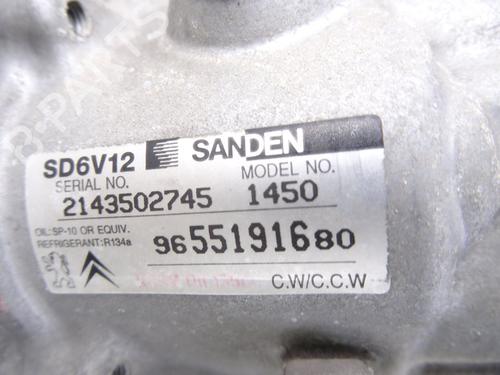 B-PARTS
SD6V12 SANDEN
SERIAL NO. MODEL NO.
2143502745 1450
OIL:SP-10 OR EQUIV.
REFRIGERANT:R134a
9655191680
C.W/C.C.W